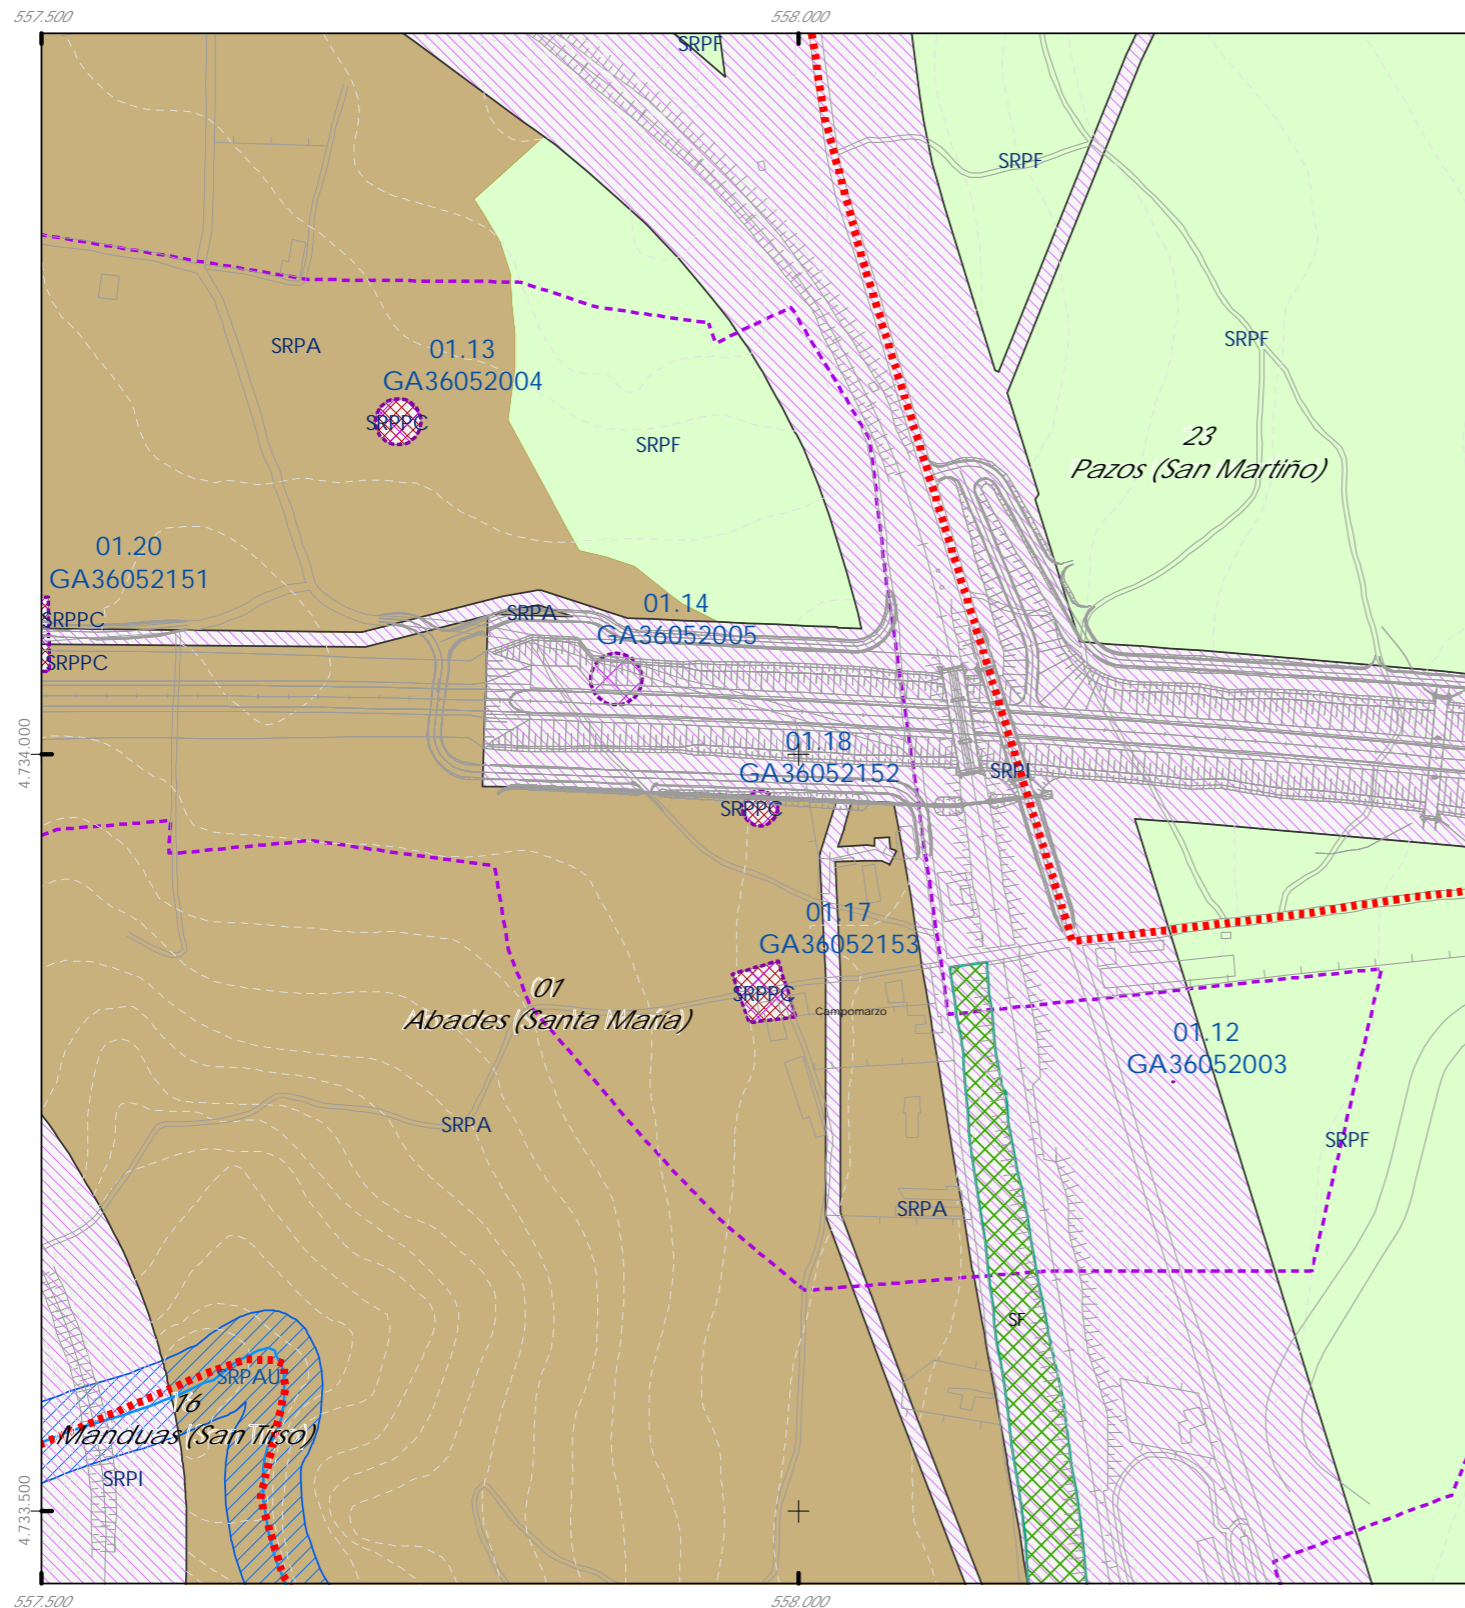 557.500
558.000
SRPF
SRPF
SRPF
SRPA
01.13
GA36052004
SRPPC
SRPF
23
Pazos (San Martiño)
01.20
GA36052151
SRPPC
SRPPC
SRPA
01.14
GA36052005
4.734.000
01.18
GA36052152
SRPI
SRPPC
01.17
GA36052153
SRPPC
Campomarzo
01
Abades (Santa María)
01.12
GA36052003
SRPA
SRPF
SRPA
SF
SRPAU
16
Manduas (San Tirso)
SRPI
4.733.500
557.500
558.000